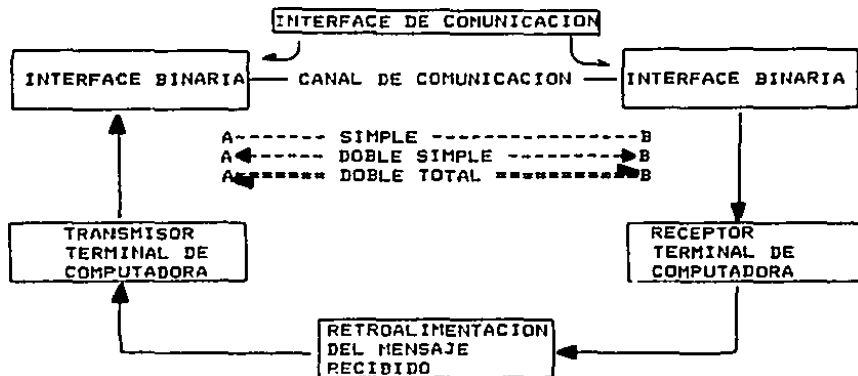 INTERFACE DE COMUNICACION
INTERFACE BINARIA
CANAL DE COMUNICACION
INTERFACE BINARIA
A SIMPLE B
A DOBLE SIMPLE B
A DOBLE TOTAL B
TRANSMISOR
TERMINAL DE
COMPUTADORA
RECEPTOR
TERMINAL DE
COMPUTADORA
RETROALIMENTACION
DEL MENSAJE
RECIBIDO